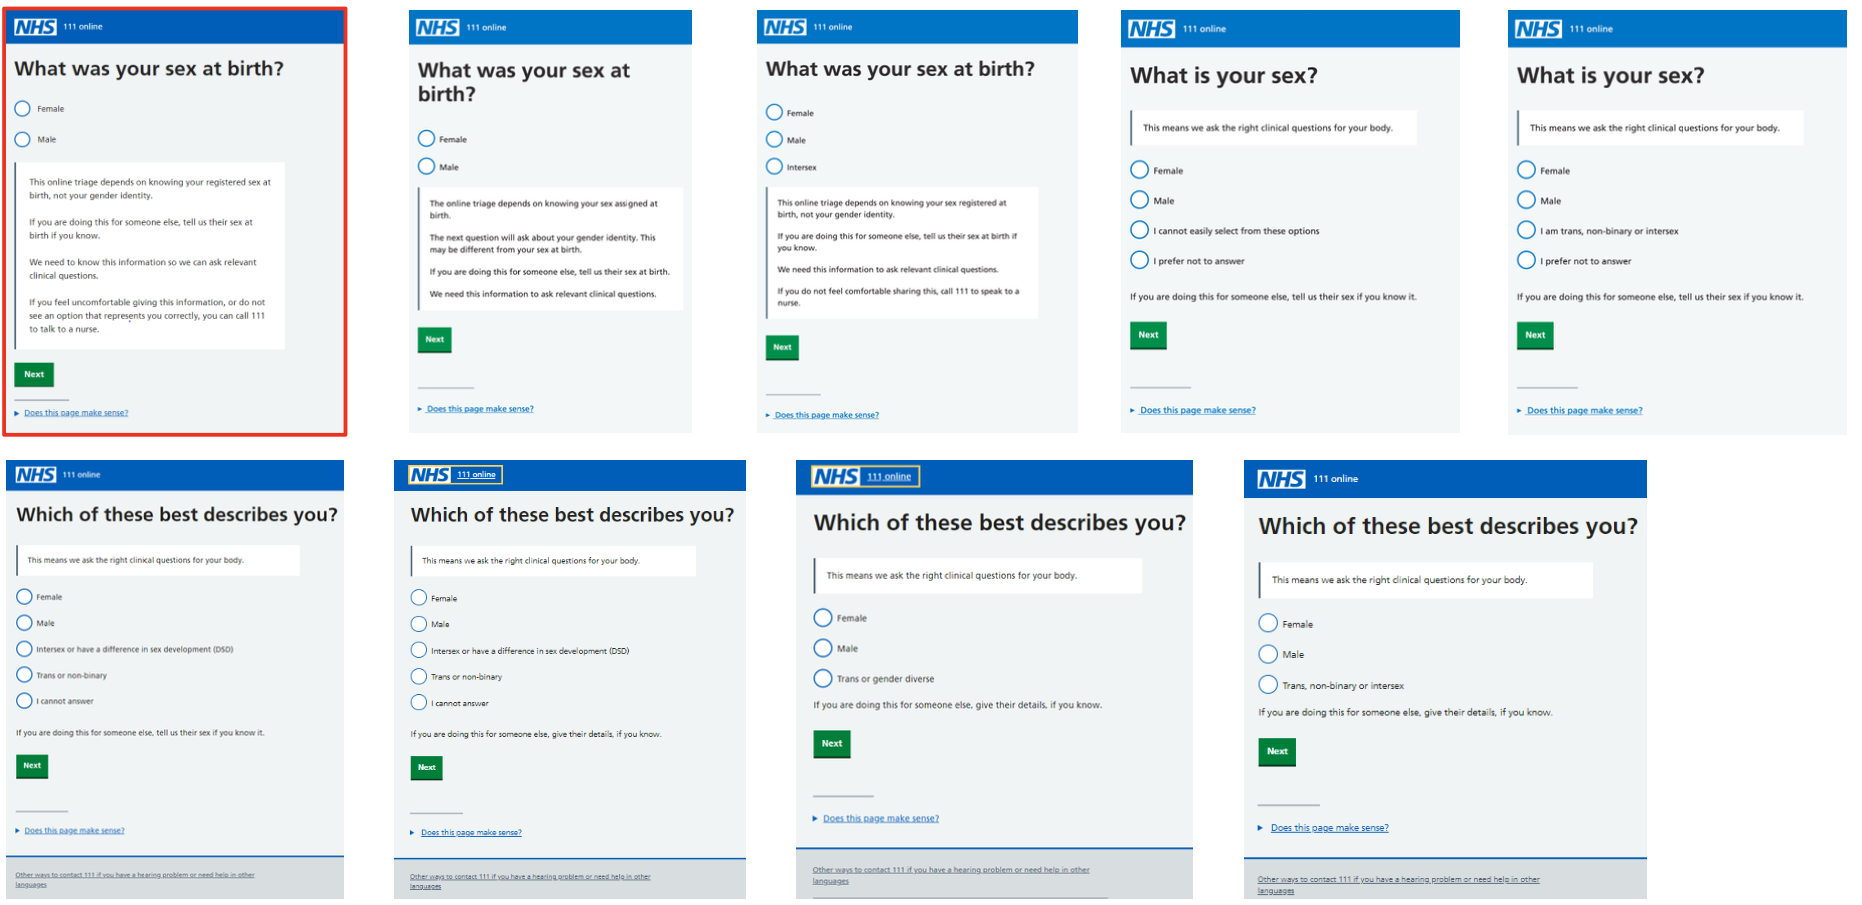 NHS 111 online
What was your sex at birth?
Female
Male
This online triage depends on knowing your registered sex at
birth, not your gender identity.
If you are doing this for someone else, tell us their sex at
birth if you know.
We need to know this information so we can ask relevant
clinical questions.
If you feel uncomfortable giving this information, or do not
see an option that represents you correctly, you can call 111
to talk to a nurse.
Next
Does this page make sense?
NHS 111 online
What was your sex at
birth?
Female
Male
The online triage depends on knowing your sex assigned at
birth.
The next question will ask about your gender identity. This
may be different from your sex at birth.
If you are doing this for someone else, tell us their sex at birth.
We need this information to ask relevant clinical questions.
Next
Does this page make sense?
NHS 111 online
What was your sex at birth?
Female
Male
Intersex
This online triage depends on knowing your sex registered at
birth, not your gender identity.
If you are doing this for someone else, tell us their sex at birth if
you know.
We need this information to ask relevant clinical questions.
If you do not feel comfortable sharing this, call 111 to speak to a
nurse.
Next
Does this page make sense?
NHS 111 online
What is your sex?
This means we ask the right clinical questions for your body.
Female
Male
I cannot easily select from these options
I prefer not to answer
If you are doing this for someone else, tell us their sex if you know it.
Next
Does this page make sense?
NHS 111 online
What is your sex?
This means we ask the right clinical questions for your body.
Female
Male
I am trans, non-binary or intersex
I prefer not to answer
If you are doing this for someone else, tell us their sex if you know it.
Next
Does this page make sense?
NHS 111 online
Which of these best describes you?
This means we ask the right clinical questions for your body.
Female
Male
Intersex or have a difference in sex development (DSD)
Trans or non-binary
I cannot answer
If you are doing this for someone else, tell us their sex if you know it.
Next
Does this page make sense?
Other ways to contact 111 if you have a hearing problem or need help in other
languages
NHS 111 online
Which of these best describes you?
This means we ask the right clinical questions for your body.
Female
Male
Intersex or have a difference in sex development (DSD)
Trans or non-binary
I cannot answer
If you are doing this for someone else, give their details, if you know.
Next
Does this page make sense?
Other ways to contact 111 if you have a hearing problem or need help in other
languages
NHS 111 online
Which of these best describes you?
This means we ask the right clinical questions for your body.
Female
Male
Trans or gender diverse
If you are doing this for someone else, give their details, if you know.
Next
Does this page make sense?
Other ways to contact 111 if you have a hearing problem or need help in other
languages
NHS 111 online
Which of these best describes you?
This means we ask the right clinical questions for your body.
Female
Male
Trans, non-binary or intersex
If you are doing this for someone else, give their details, if you know.
Next
Does this page make sense?
Other ways to contact 111 if you have a hearing problem or need help in other
languages